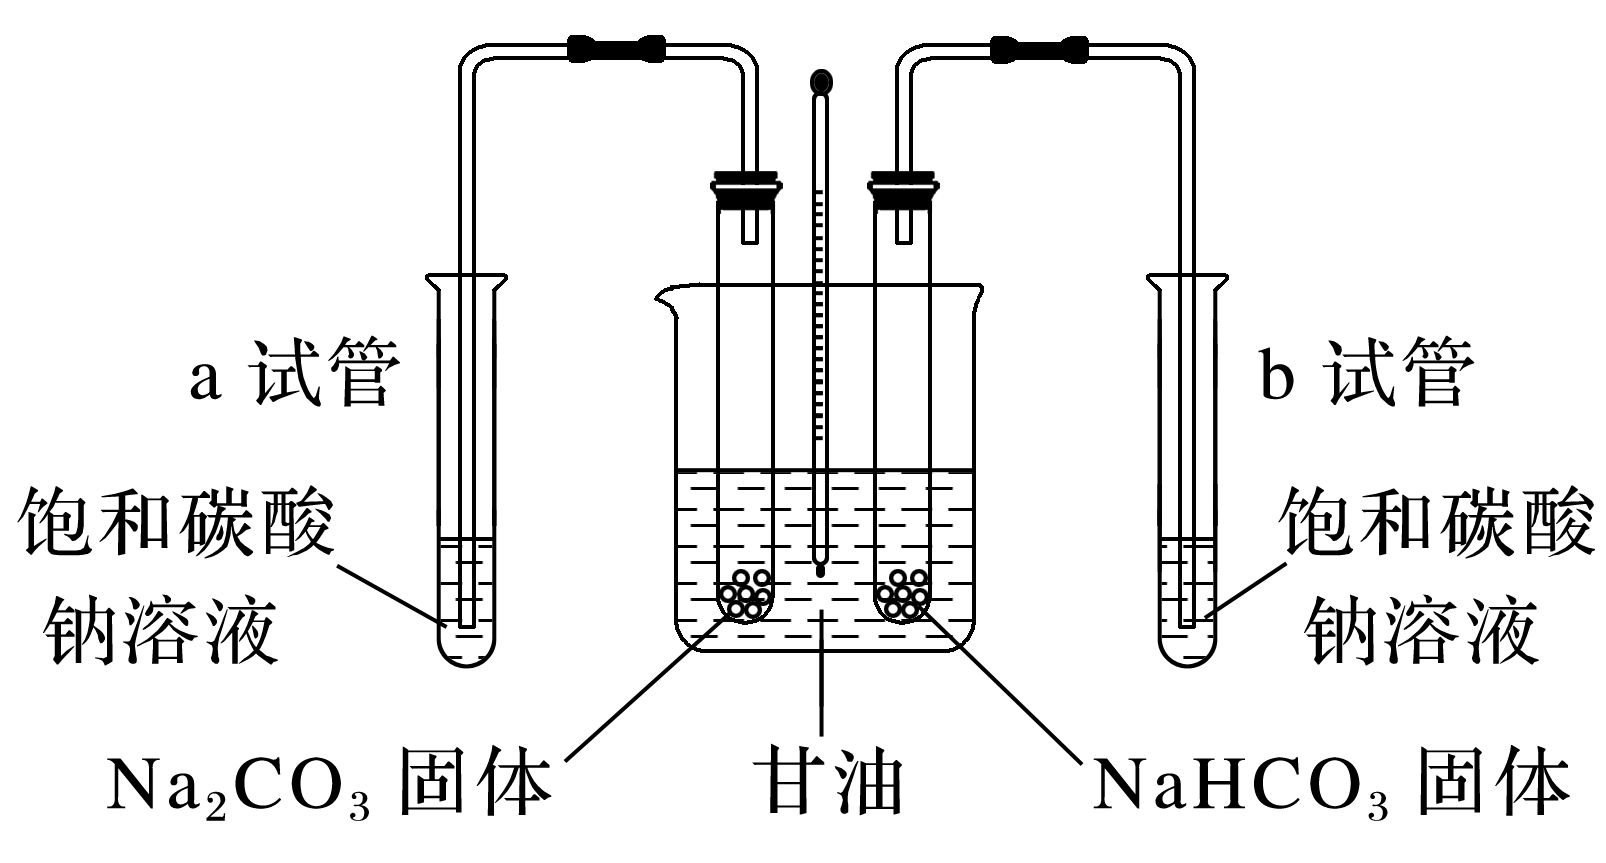 a 试管
饱和碳酸
钠溶液
b 试管
饱和碳酸
钠溶液
Na₂CO₃ 固体
甘油
NaHCO₃ 固体